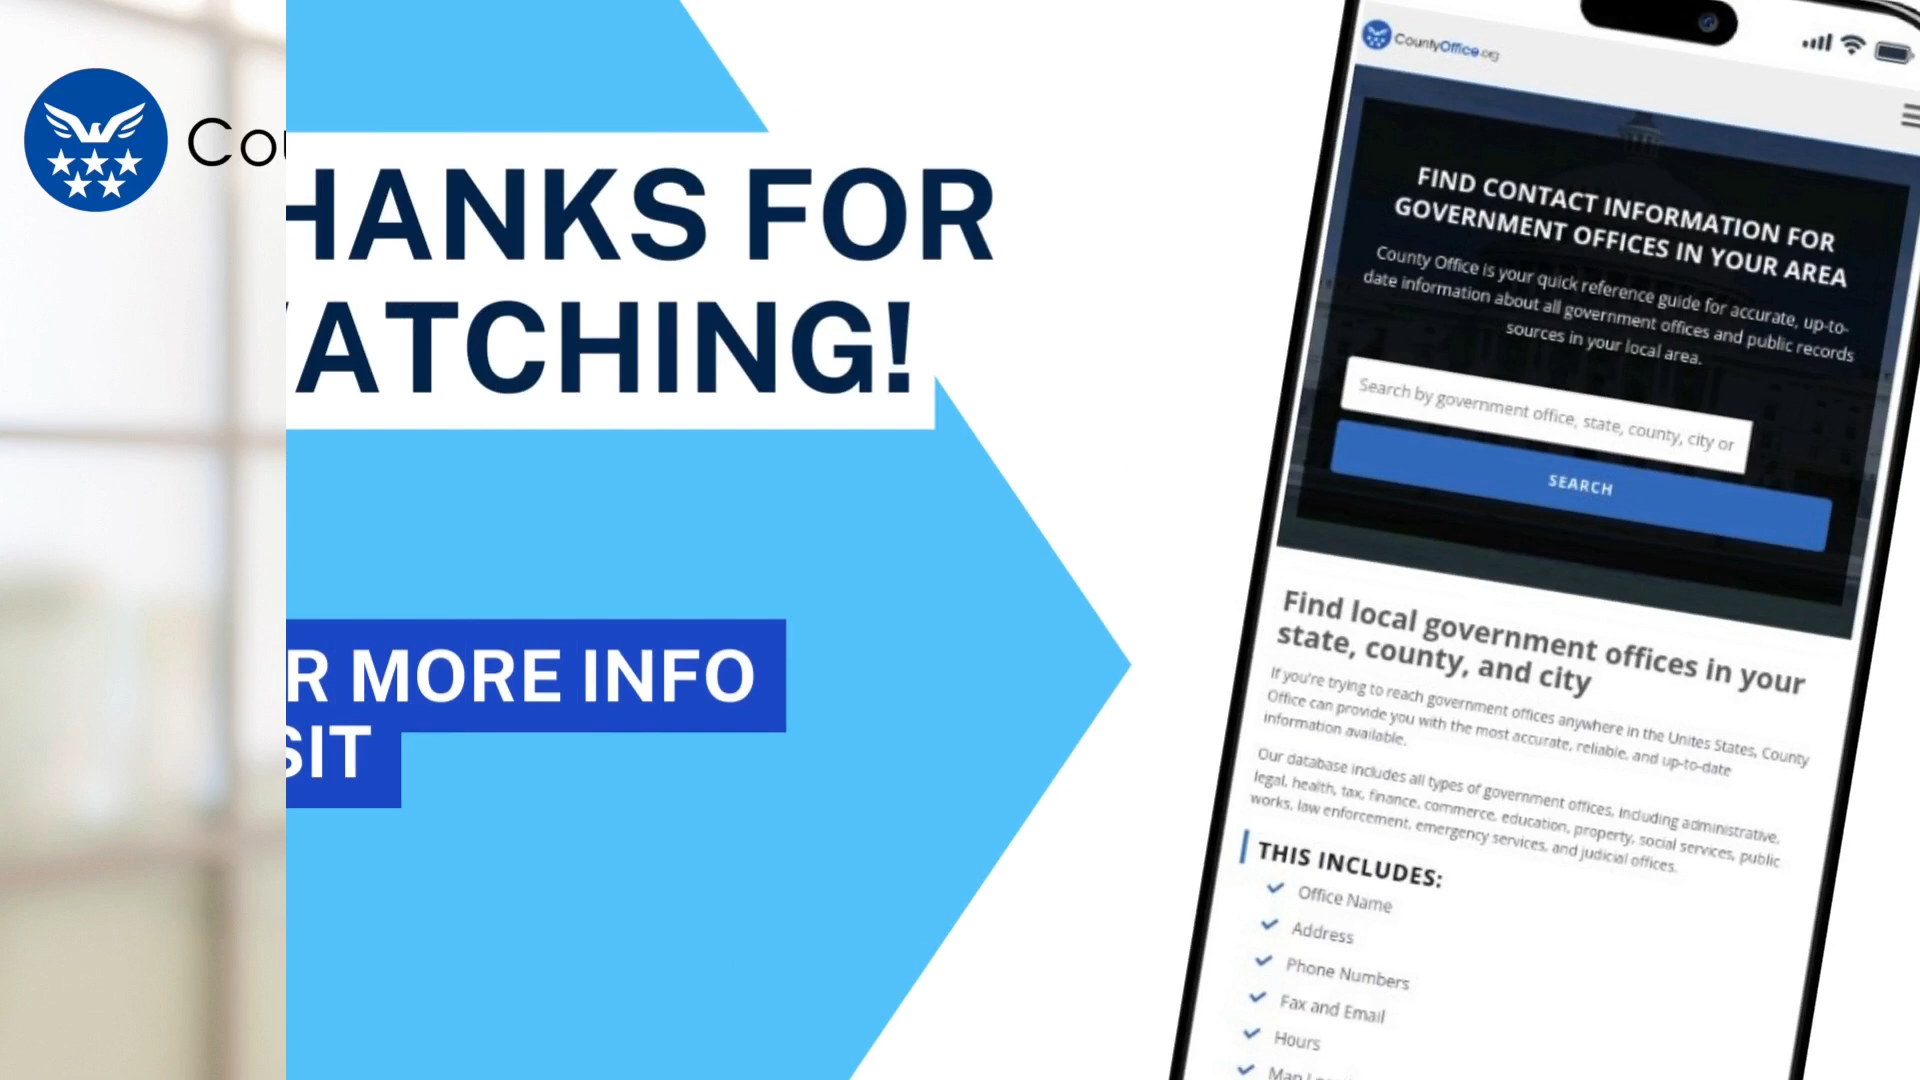 Cou
HANKS FOR
ATCHING!
R MORE INFO
SIT
CountyOffice.org
FIND CONTACT INFORMATION FOR
GOVERNMENT OFFICES IN YOUR AREA
County Office is your quick reference guide for accurate, up-to-
date information about all government offices and public records
sources in your local area.
Search by government office, state, county, city or
SEARCH
Find local government offices in your
state, county, and city
If you're trying to reach government offices anywhere in the Unites States, County
Office can provide you with the most accurate, reliable, and up-to-date
information available.
Our database includes all types of government offices, including administrative,
legal, health, tax, finance, commerce, education, property, social services, public
works, law enforcement, emergency services, and judicial offices.
THIS INCLUDES:
Office Name
Address
Phone Numbers
Fax and Email
Hours
Map